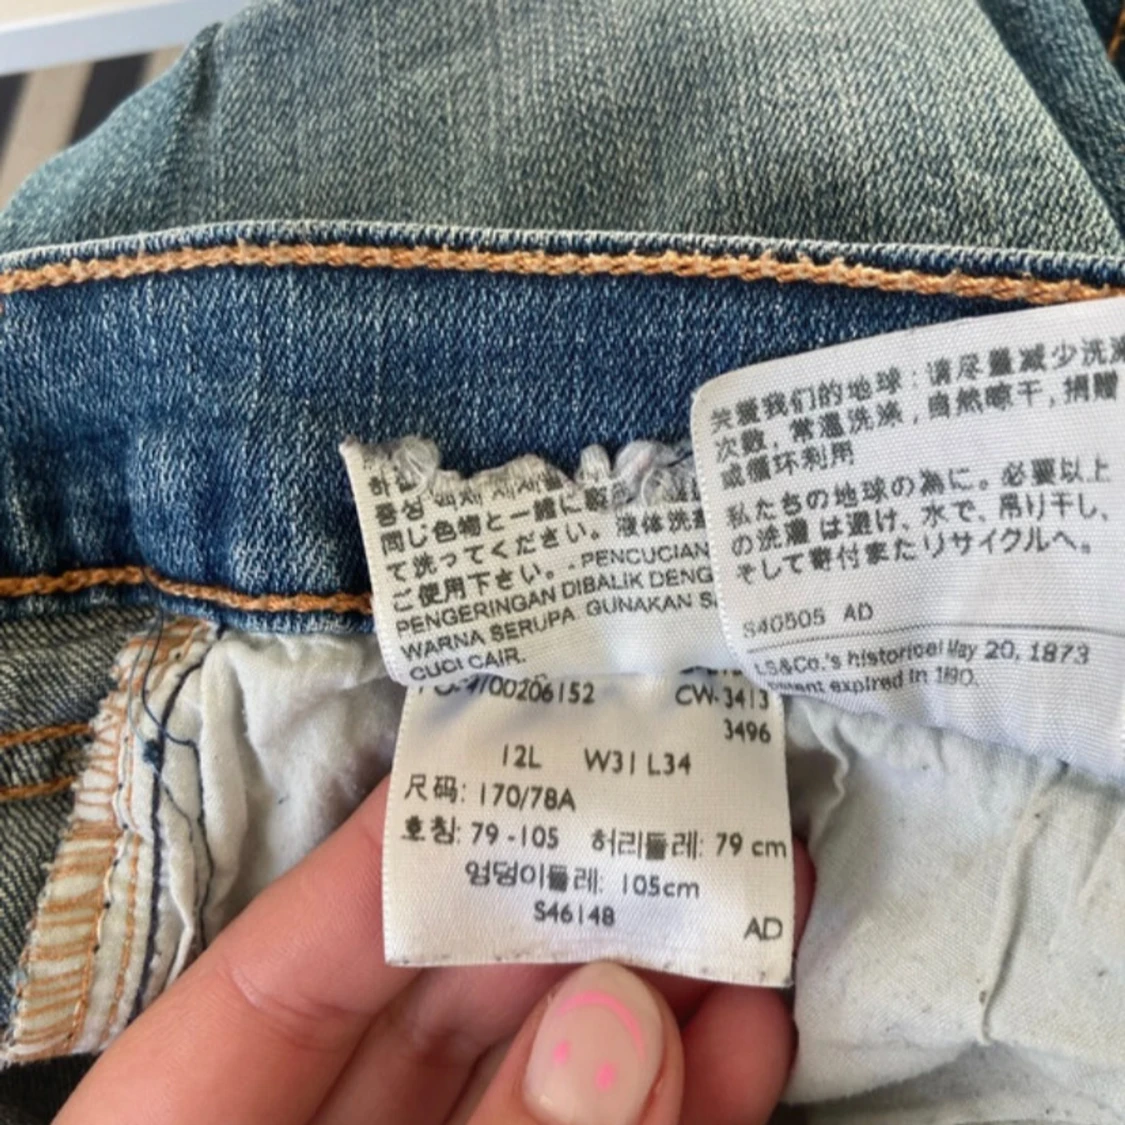 同じ色物と一緒に
て洗ってください。液体洗
ご使用下さい。. PENCUCIAN
PENGERINGAN DIBALIK DENG
WARNA SERUPA. GUNAKAN
CUCI CAIR.
关爱我们的地球：请尽量减少洗涤
次数，常温洗涤，自然晾干，捐赠
或循环利用
私たちの地球の為に。必要以上
の洗濯は避け、水で、吊り干し、
そして寄付またリサイクルへ。
S40505 AD
LS&Co.'s historical May 20, 1873
patent expired in 1890.
00206152 CW. 3413
3496
12L W31 L34
尺码: 170/78A
호칭: 79 -105 허리둘레: 79 cm
엉덩이둘레: 105cm
S46148
AD